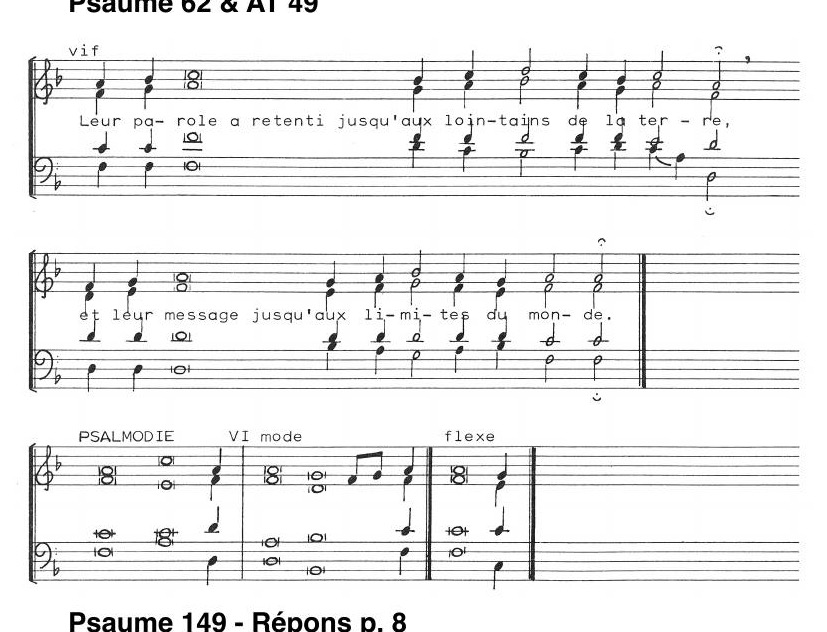 Psaume 62 & AT 49
vif
Leur pa- role a retenti jusqu'aux loin-tains de la ter - re,
et leur message jusqu'aux li-mi- tes du mon- de.
PSALMODIE VI mode flexe
Psaume 149 - Répons p. 8